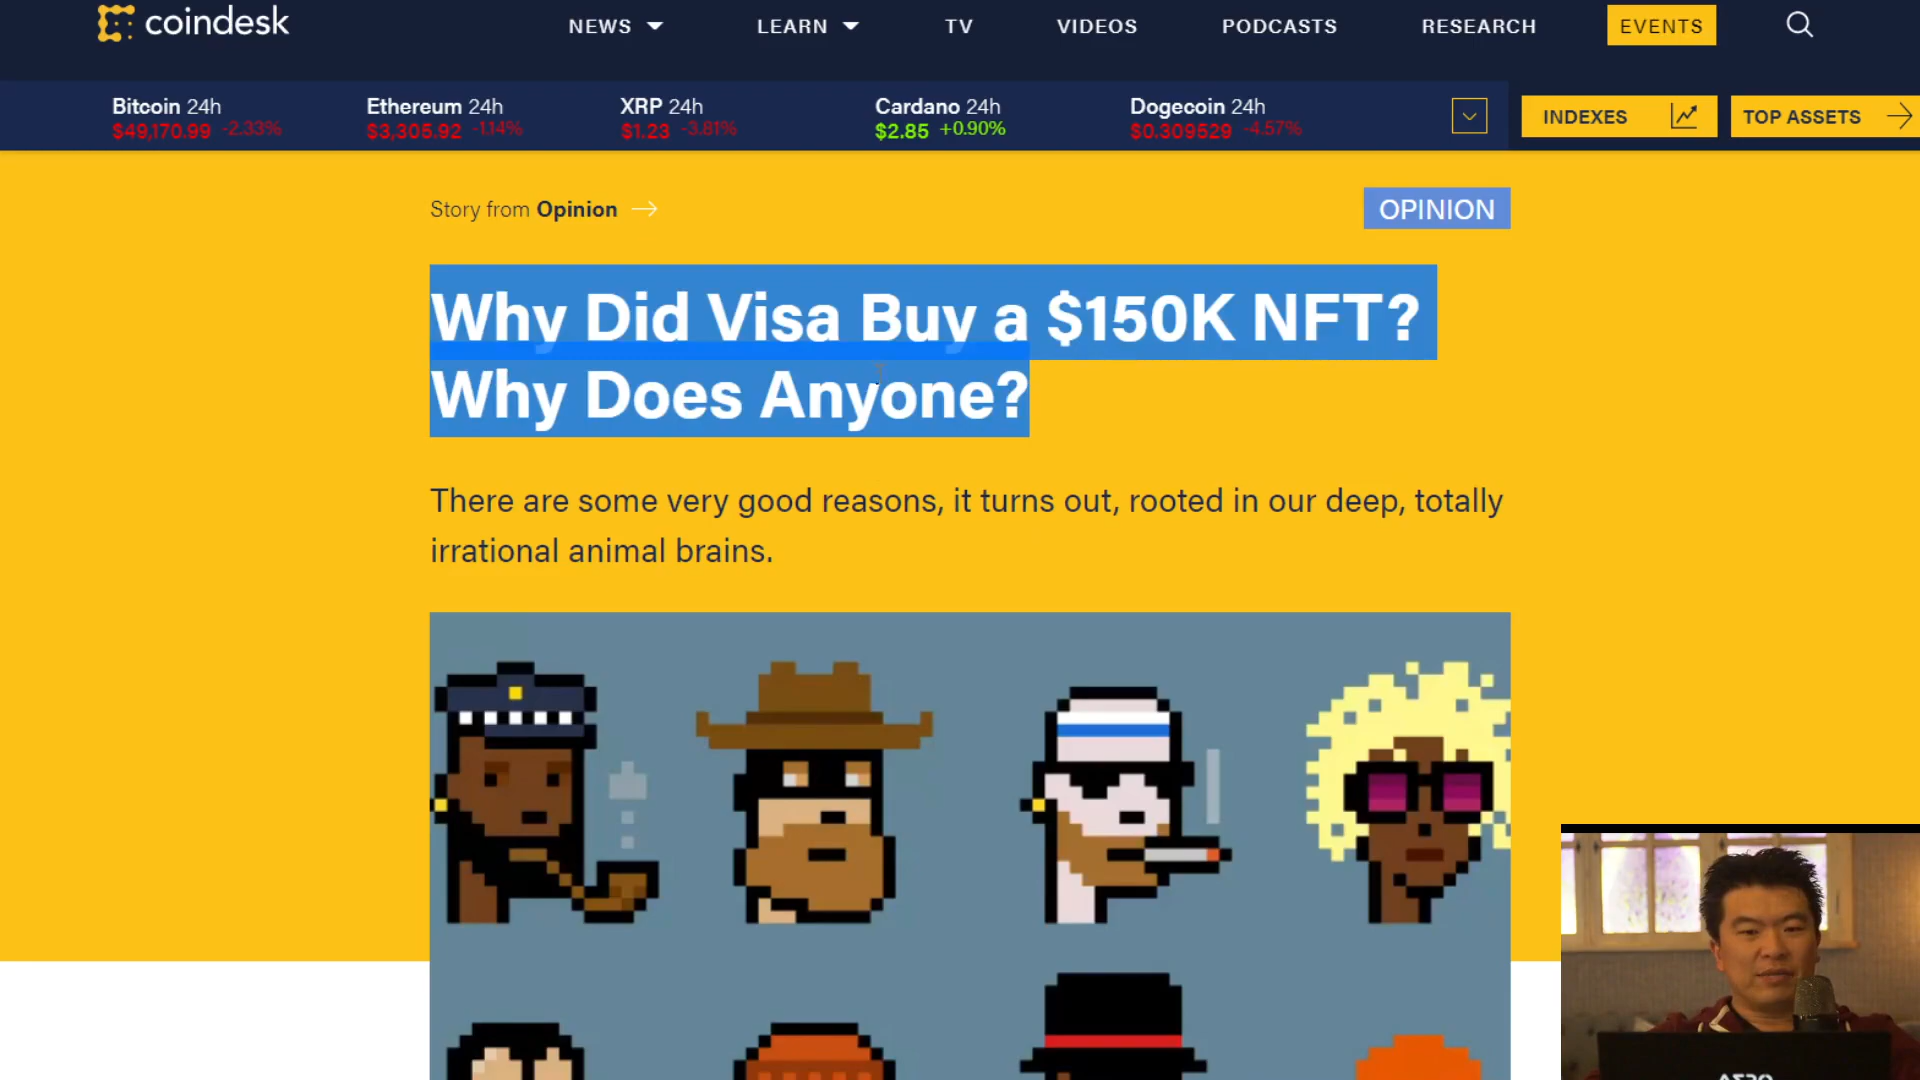 coindesk
NEWS
LEARN
TV
VIDEOS
PODCASTS
RESEARCH
EVENTS
Bitcoin 24h
$49,170.99 -2.33%
Ethereum 24h
$3,305.92 -1.14%
XRP 24h
$1.23 -3.81%
Cardano 24h
$2.85 +0.90%
Dogecoin 24h
$0.309529 -4.57%
INDEXES
TOP ASSETS
Story from Opinion
OPINION
Why Did Visa Buy a $150K NFT?
Why Does Anyone?
There are some very good reasons, it turns out, rooted in our deep, totally
irrational animal brains.